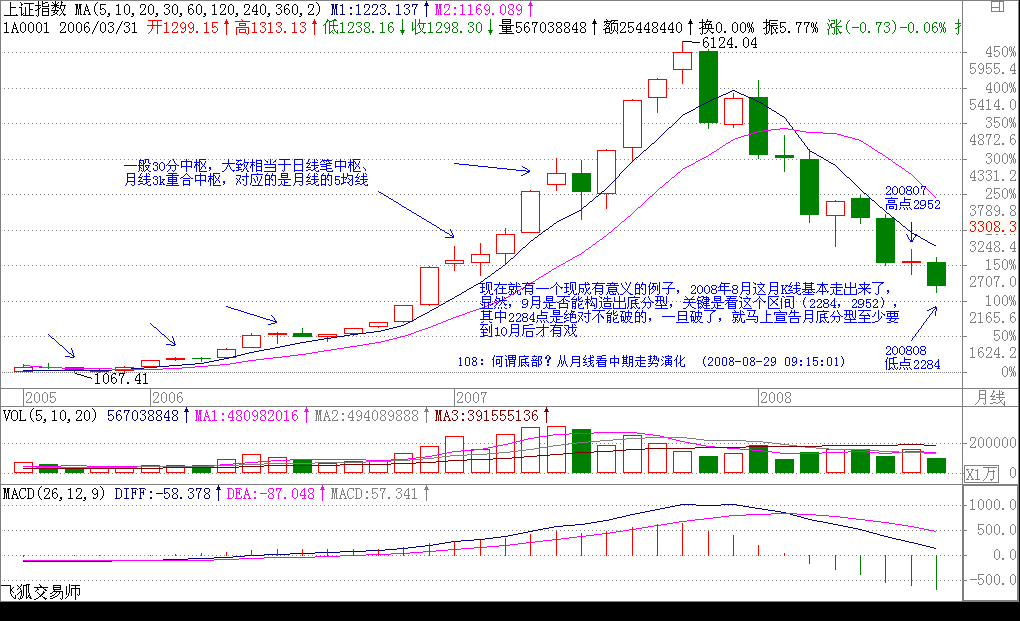 上证指数 MA(5,10,20,30,60,120,240,360,2) M1:1223.137↑ M2:1169.089↑
1A0001 2006/03/31 开1299.15↑ 高1313.13↑ 低1238.16↓ 收1298.30↓ 量567038848↑ 额25448440↑ 换0.00% 振5.77% 涨(-0.73)-0.06%
6124.04
450%
5955.4
400%
5414.0
350%
4872.6
300%
4331.2
250%
3789.8
3308.3
3248.4
150%
2707.0
100%
2165.6
50%
1624.2
0%
一般30分中枢，大致相当于日线笔中枢、
月线3k重合中枢，对应的是月线的5均线
200807
高点2952
现在就有一个现成有意义的例子，2008年8月这月K线基本走出来了，
显然，9月是否能构造出底分型，关键是看这个区间（2284，2952），
其中2284点是绝对不能破的，一旦破了，就马上宣告月底分型至少要
到10月后才有戏
108：何谓底部？从月线看中期走势演化 （2008-08-29 09:15:01）
200808
低点2284
1067.41
2005 2006 2007 2008 月线
VOL(5,10,20) 567038848↑ MA1:480982016↑ MA2:494089888↑ MA3:391555136↑
200000
X1万 0
MACD(26,12,9) DIFF:-58.378↑ DEA:-87.048↑ MACD:57.341↑
1000.0
500.0
0.0
-500.0
飞狐交易师